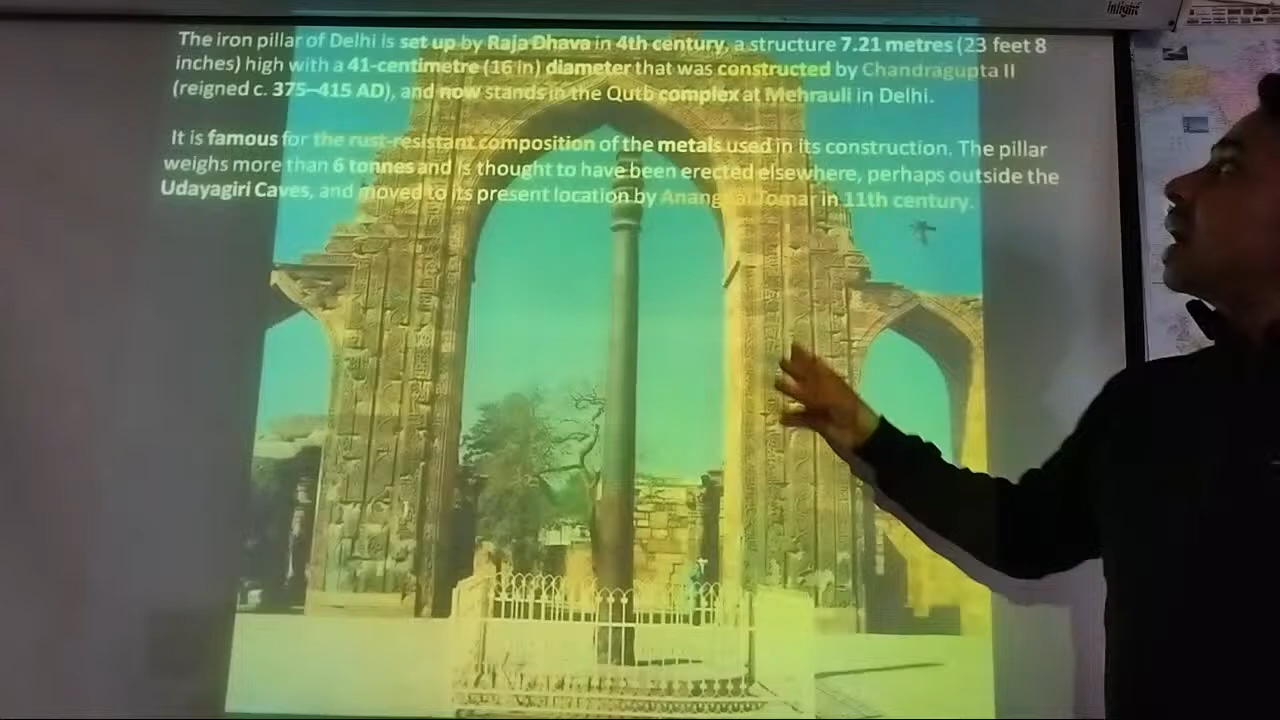 inlight
The iron pillar of Delhi is set up by Raja Dhava in 4th century, a structure 7.21 metres (23 feet 8
inches) high with a 41-centimetre (16 in) diameter that was constructed by Chandragupta II
(reigned c. 375–415 AD), and now stands in the Qutb complex at Mehrauli in Delhi.
It is famous for the rust-resistant composition of the metals used in its construction. The pillar
weighs more than 6 tonnes and is thought to have been erected elsewhere, perhaps outside the
Udayagiri Caves, and moved to its present location by Anangpal Tomar in 11th century.